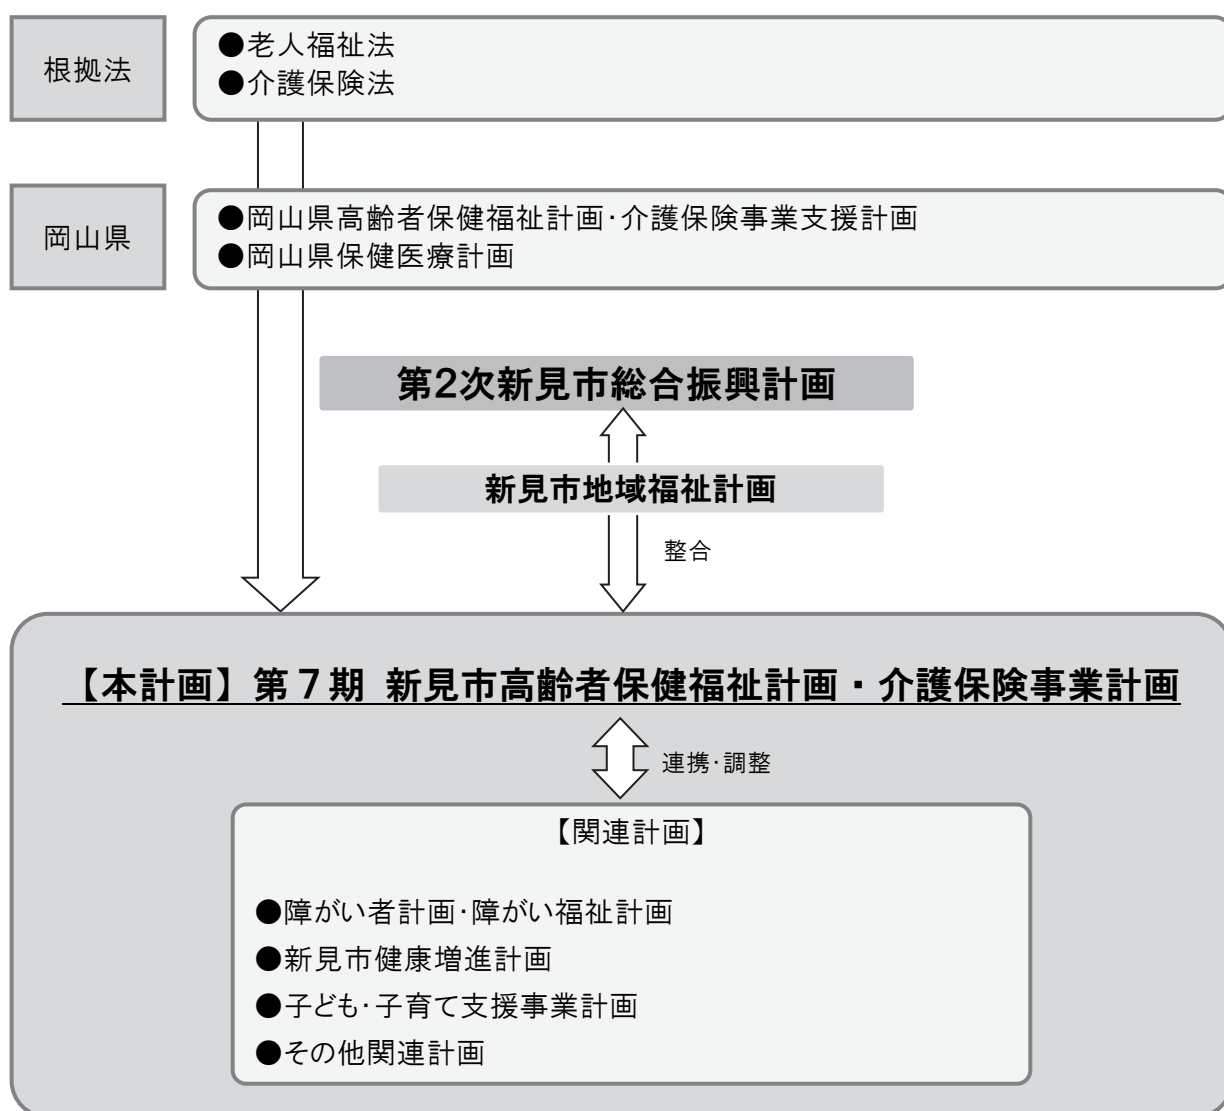 根拠法
●老人福祉法
●介護保険法
岡山県
●岡山県高齢者保健福祉計画・介護保険事業支援計画
●岡山県保健医療計画
第2次新見市総合振興計画
新見市地域福祉計画
整合
【本計画】第７期 新見市高齢者保健福祉計画・介護保険事業計画
連携・調整
【関連計画】
●障がい者計画・障がい福祉計画
●新見市健康増進計画
●子ども・子育て支援事業計画
●その他関連計画